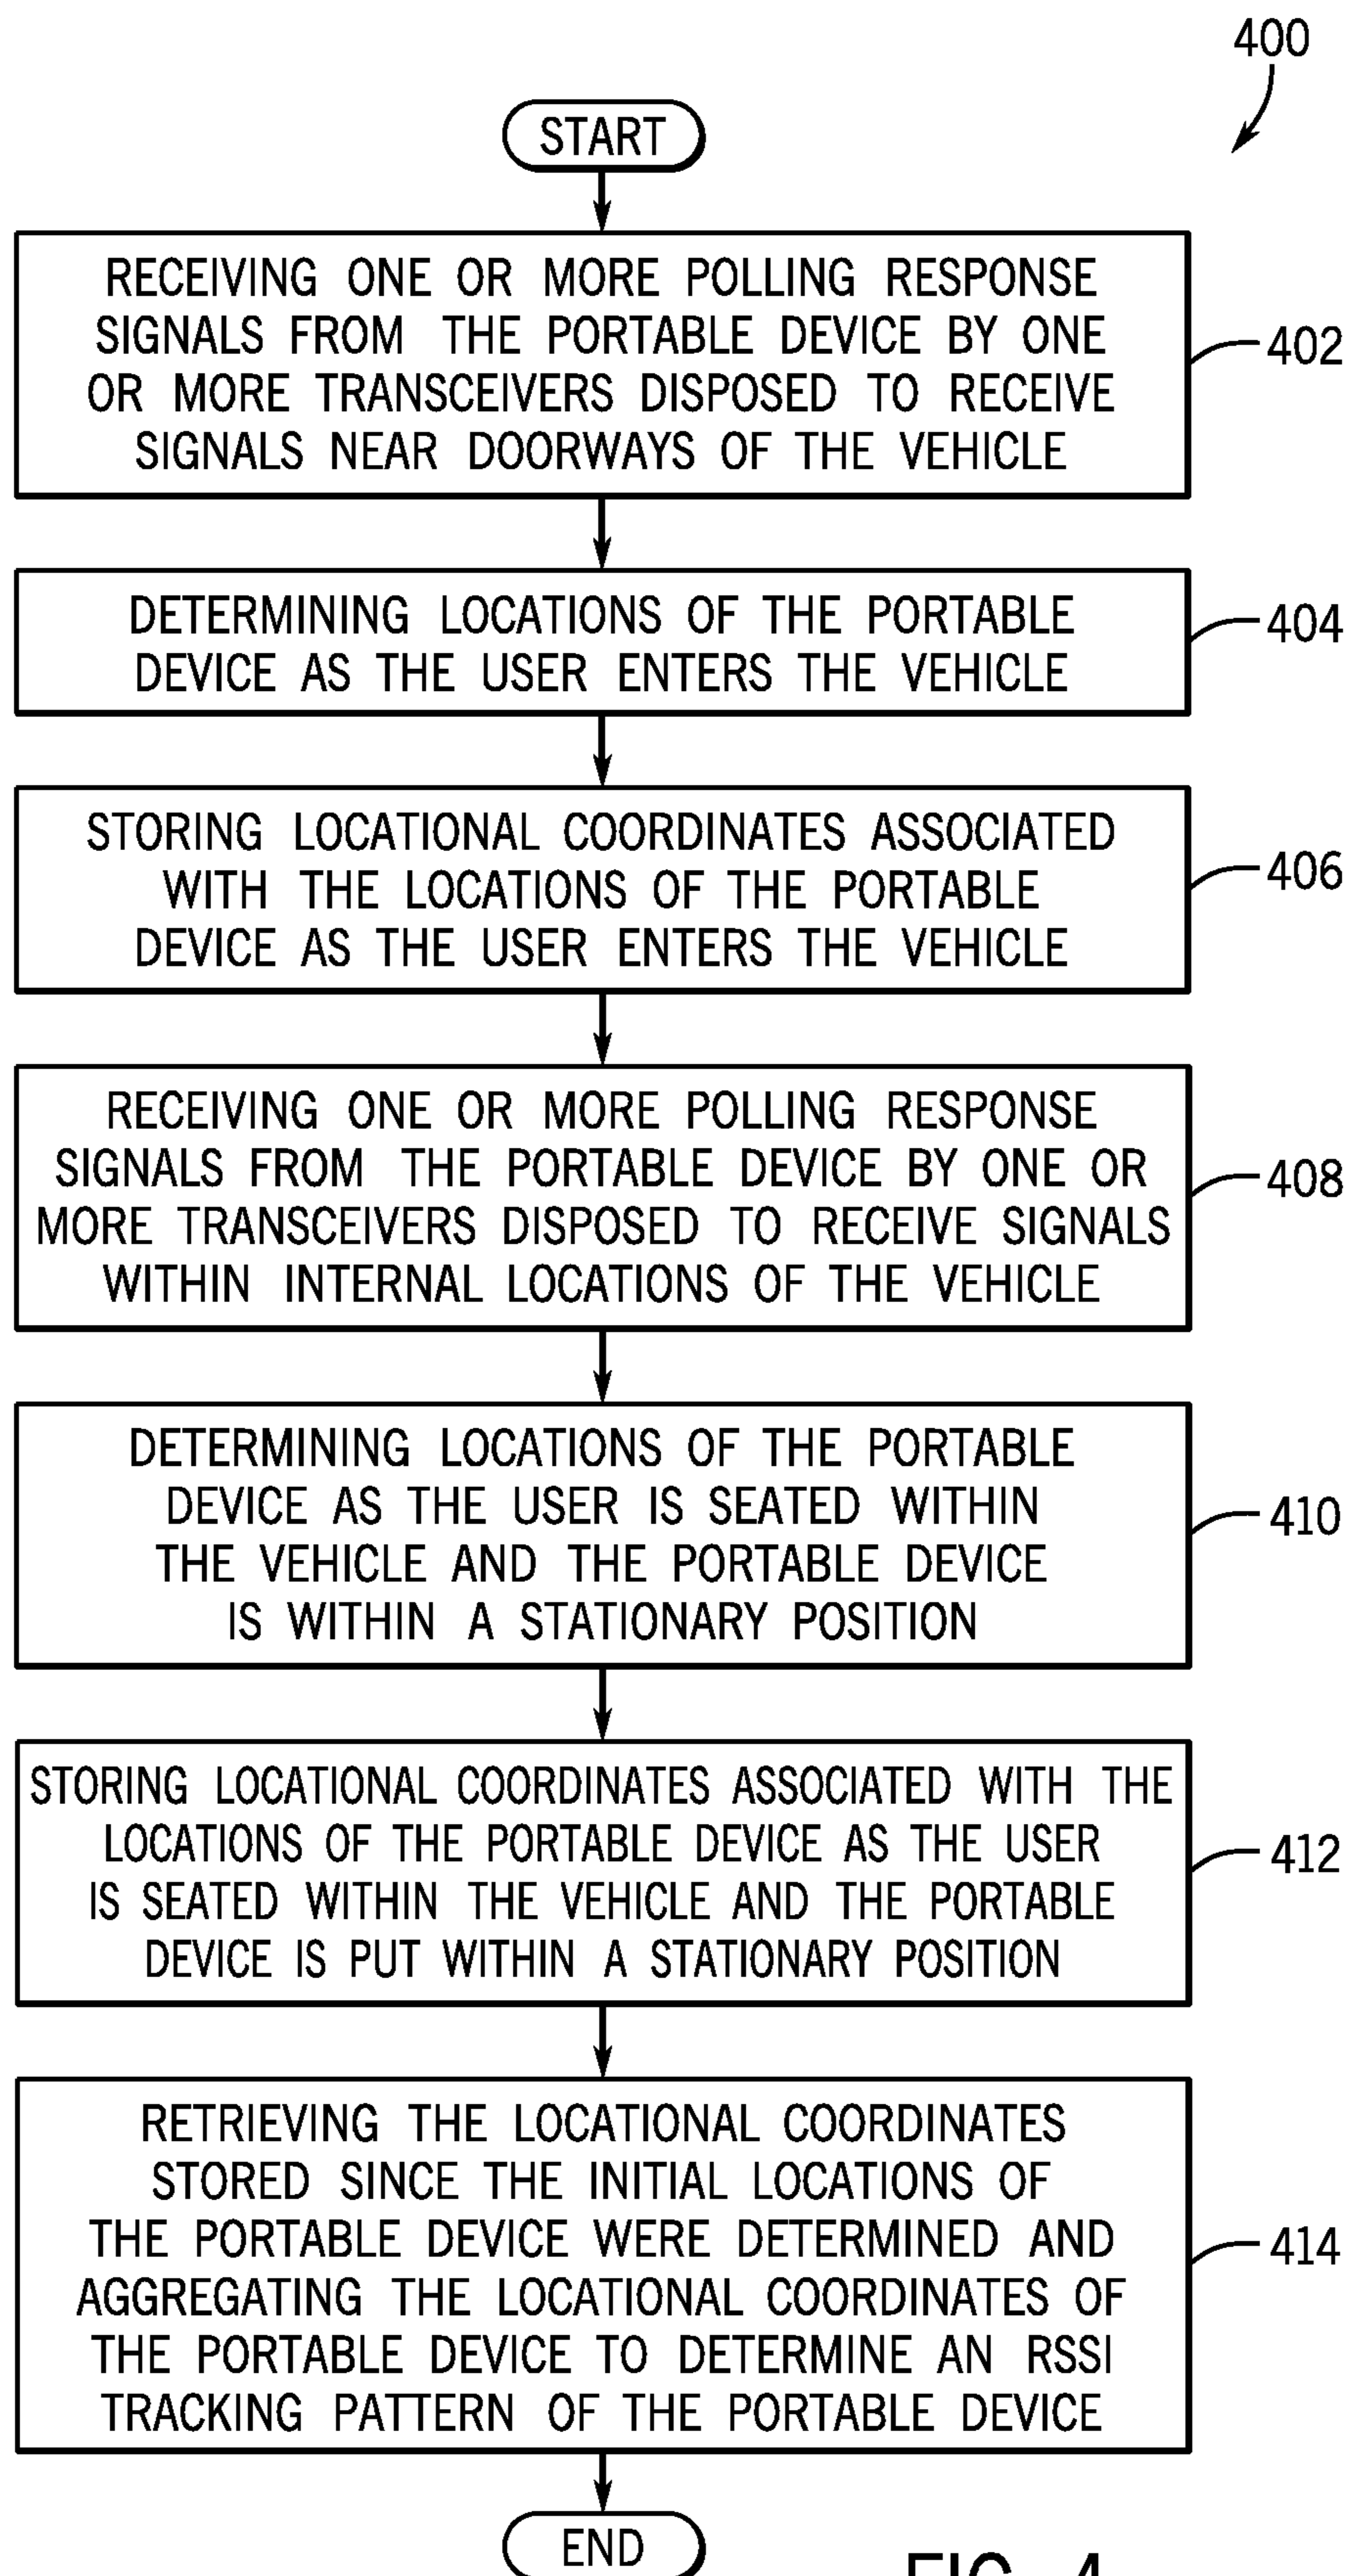 400
START
RECEIVING ONE OR MORE POLLING RESPONSE
SIGNALS FROM THE PORTABLE DEVICE BY ONE
OR MORE TRANSCEIVERS DISPOSED TO RECEIVE
SIGNALS NEAR DOORWAYS OF THE VEHICLE
402
DETERMINING LOCATIONS OF THE PORTABLE
DEVICE AS THE USER ENTERS THE VEHICLE
404
STORING LOCATIONAL COORDINATES ASSOCIATED
WITH THE LOCATIONS OF THE PORTABLE
DEVICE AS THE USER ENTERS THE VEHICLE
406
RECEIVING ONE OR MORE POLLING RESPONSE
SIGNALS FROM THE PORTABLE DEVICE BY ONE OR
MORE TRANSCEIVERS DISPOSED TO RECEIVE SIGNALS
WITHIN INTERNAL LOCATIONS OF THE VEHICLE
408
DETERMINING LOCATIONS OF THE PORTABLE
DEVICE AS THE USER IS SEATED WITHIN
THE VEHICLE AND THE PORTABLE DEVICE
IS WITHIN A STATIONARY POSITION
410
STORING LOCATIONAL COORDINATES ASSOCIATED WITH THE
LOCATIONS OF THE PORTABLE DEVICE AS THE USER
IS SEATED WITHIN THE VEHICLE AND THE PORTABLE
DEVICE IS PUT WITHIN A STATIONARY POSITION
412
RETRIEVING THE LOCATIONAL COORDINATES
STORED SINCE THE INITIAL LOCATIONS OF
THE PORTABLE DEVICE WERE DETERMINED AND
AGGREGATING THE LOCATIONAL COORDINATES OF
THE PORTABLE DEVICE TO DETERMINE AN RSSI
TRACKING PATTERN OF THE PORTABLE DEVICE
414
END
FIG. 4